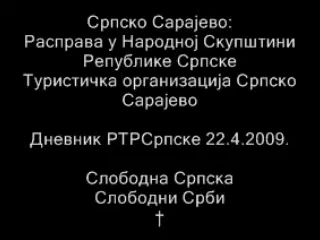 Српско Сарајево:
Расправа у Народној Скупштини
Републике Српске
Туристичка организација Српско
Сарајево
Дневник РТРСрпске 22.4.2009.
Слободна Српска
Слободни Срби
†